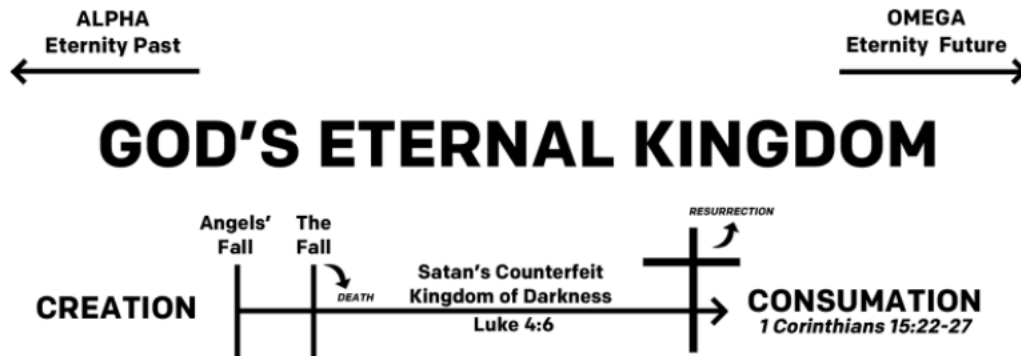 ALPHA
Eternity Past
OMEGA
Eternity Future
GOD'S ETERNAL KINGDOM
Angels'
Fall
The
Fall
DEATH
RESURRECTION
Satan's Counterfeit
Kingdom of Darkness
Luke 4:6
CREATION
CONSUMATION
1 Corinthians 15:22-27